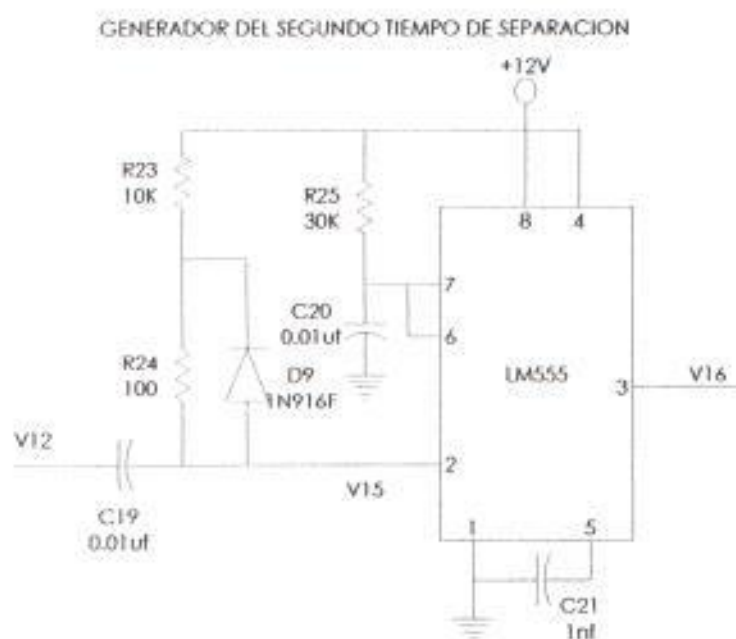 GENERADOR DEL SEGUNDO TIEMPO DE SEPARACION
+12V
R23
10K
R25
30K
8
4
7
C20
0.01uf
6
R24
100
D9
1N916F
LM555
3
V16
V12
2
V15
C19
0.01uf
1
5
C21
1nf